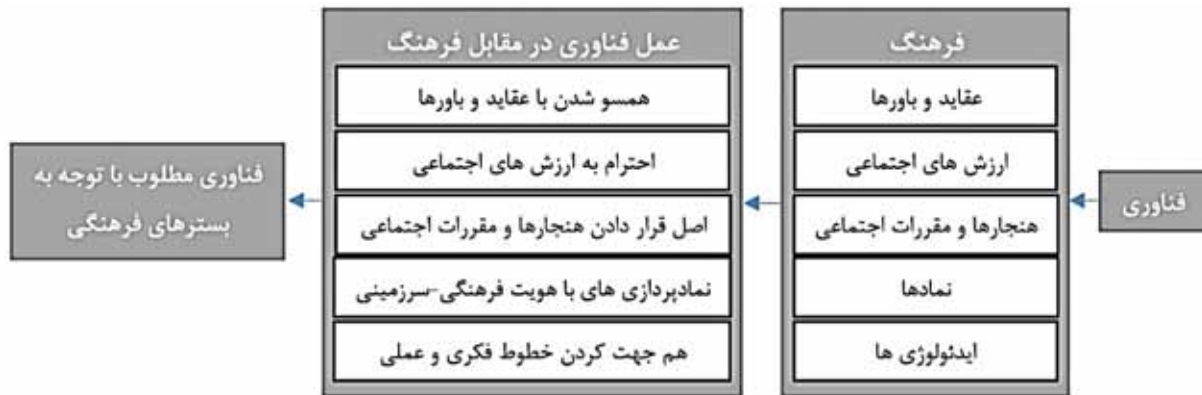 فناوری
فرهنگ
عقاید و باورها
ارزش های اجتماعی
هنجارها و مقررات اجتماعی
نمادها
ایدئولوژی ها
عمل فناوری در مقابل فرهنگ
همسو شدن با عقاید و باورها
احترام به ارزش های اجتماعی
اصل قرار دادن هنجارها و مقررات اجتماعی
نمادپردازی های با هویت فرهنگی-سرزمینی
هم جهت کردن خطوط فکری و عملی
فناوری مطلوب با توجه به
بسترهای فرهنگی